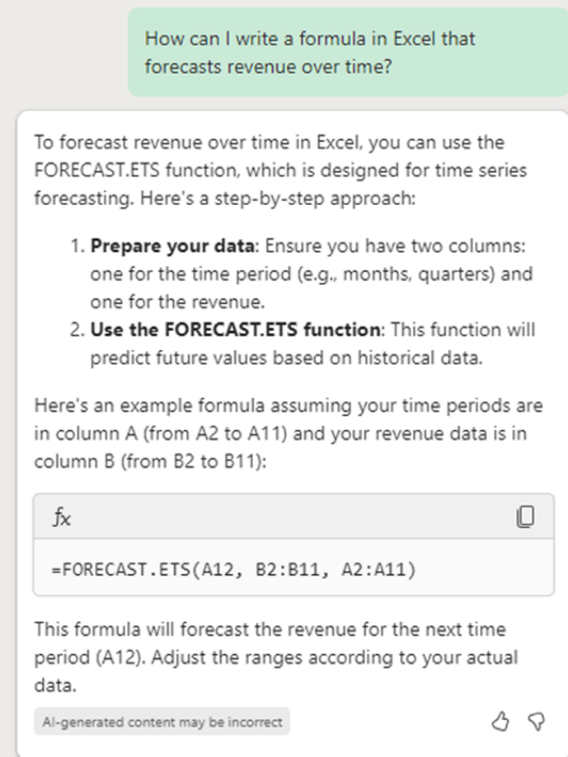 How can I write a formula in Excel that
forecasts revenue over time?
To forecast revenue over time in Excel, you can use the
FORECAST.ETS function, which is designed for time series
forecasting. Here's a step-by-step approach:
1. Prepare your data: Ensure you have two columns:
one for the time period (e.g., months, quarters) and
one for the revenue.
2. Use the FORECAST.ETS function: This function will
predict future values based on historical data.
Here's an example formula assuming your time periods are
in column A (from A2 to A11) and your revenue data is in
column B (from B2 to B11):
fx
=FORECAST.ETS(A12, B2:B11, A2:A11)
This formula will forecast the revenue for the next time
period (A12). Adjust the ranges according to your actual
data.
AI-generated content may be incorrect